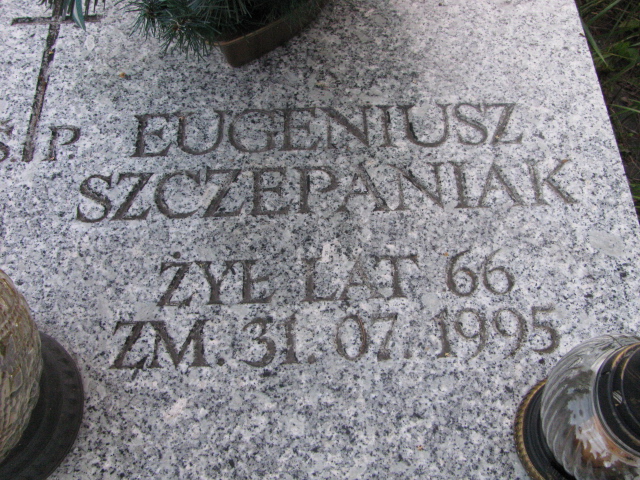 Ś P
EUGENIUSZ
SZCZEPANIAK
ŻYŁ LAT 66
ZM. 31. 07. 1995